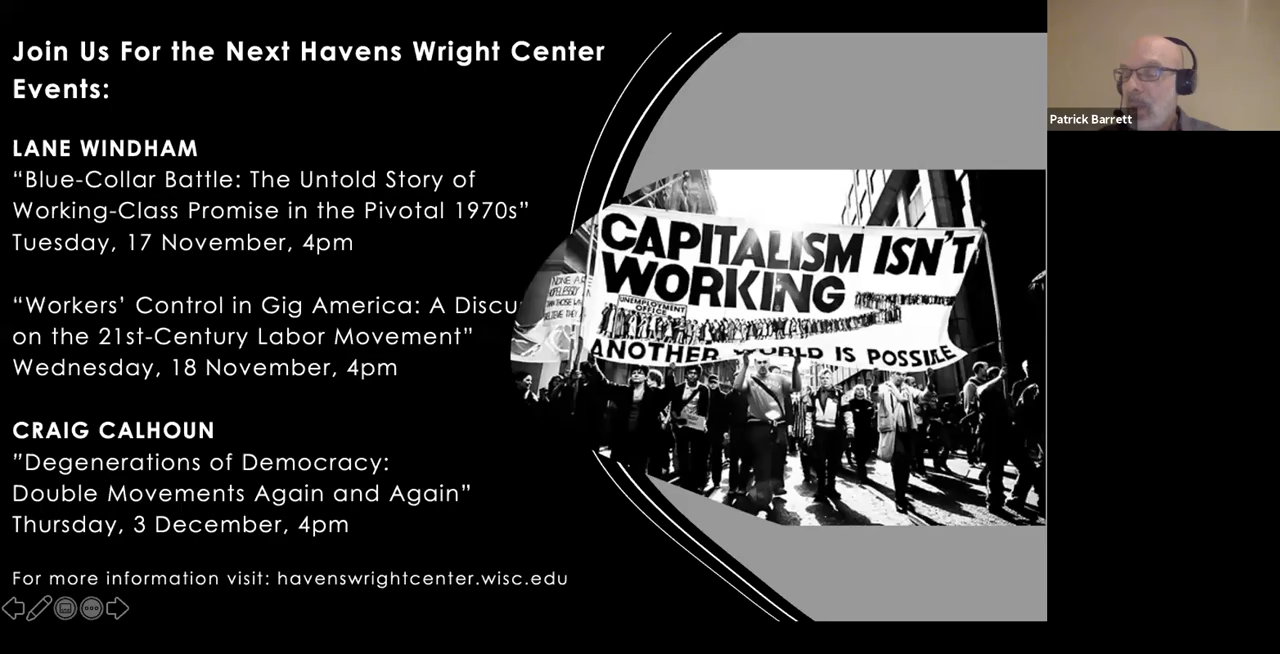 Join Us For the Next Havens Wright Center
Events:
LANE WINDHAM
“Blue-Collar Battle: The Untold Story of
Working-Class Promise in the Pivotal 1970s”
Tuesday, 17 November, 4pm
“Workers’ Control in Gig America: A Discu
on the 21st-Century Labor Movement”
Wednesday, 18 November, 4pm
CRAIG CALHOUN
”Degenerations of Democracy:
Double Movements Again and Again”
Thursday, 3 December, 4pm
For more information visit: havenswrightcenter.wisc.edu
CAPITALISM ISN'T
WORKING
UNEMPLOYMENT
OFFICE
ANOTHER WORLD IS POSSIBLE
NONE ARE
HOPELESSLY
Patrick Barrett